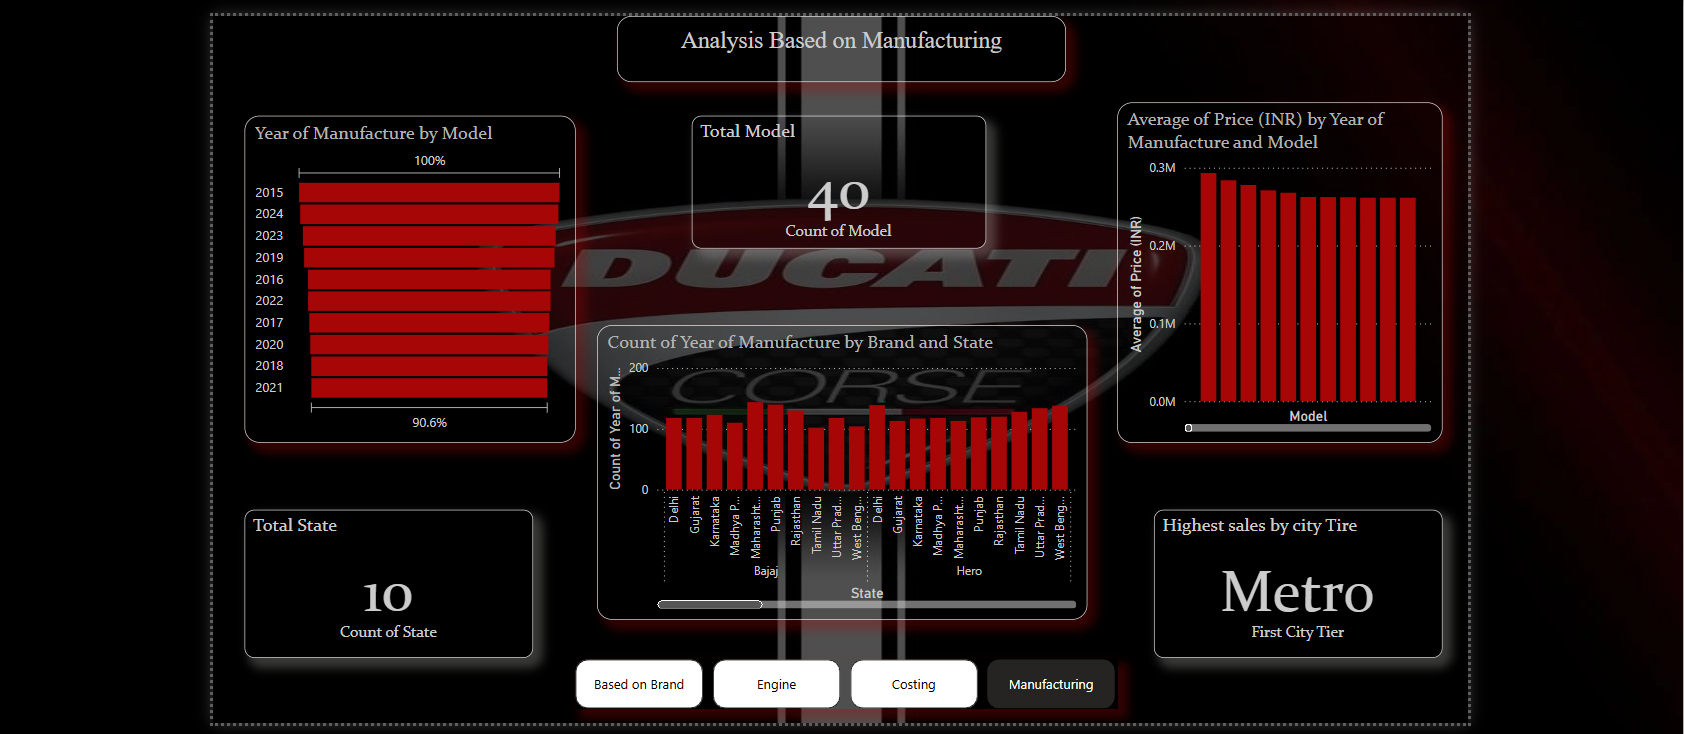 Analysis Based on Manufacturing
Year of Manufacture by Model
100%
2015
2024
2023
2019
2016
2022
2017
2020
2018
2021
90.6%
Total Model
40
Count of Model
Average of Price (INR) by Year of
Manufacture and Model
Average of Price (INR)
0.3M
0.2M
0.1M
0.0M
Model
DUCATI
CORSE
Count of Year of Manufacture by Brand and State
Count of Year of M...
200
100
0
Delhi
Gujarat
Karnataka
Madhya P...
Maharasht...
Punjab
Rajasthan
Tamil Nadu
Uttar Prad...
West Beng...
Delhi
Gujarat
Karnataka
Madhya P...
Maharasht...
Punjab
Rajasthan
Tamil Nadu
Uttar Prad...
West Beng...
Bajaj
Hero
State
Total State
10
Count of State
Highest sales by city Tire
Metro
First City Tier
Based on Brand
Engine
Costing
Manufacturing